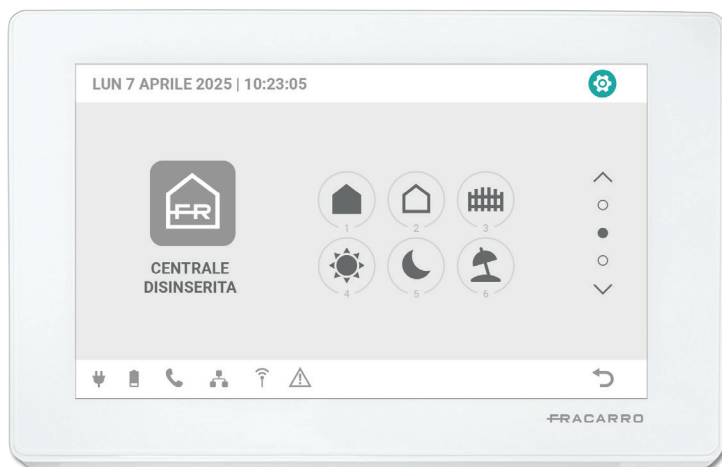 LUN 7 APRILE 2025 | 10:23:05
FR
CENTRALE
DISINSERITA
1
2
3
4
5
6
FRACARRO